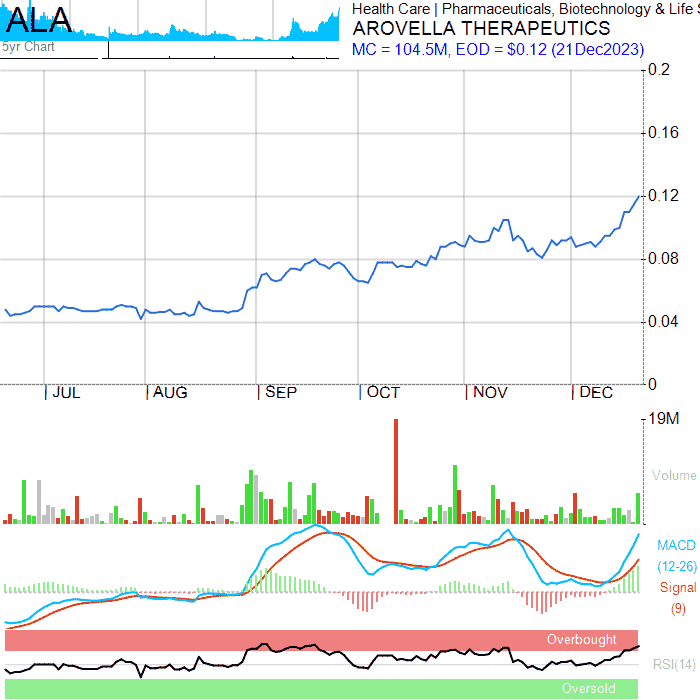 ALA
5yr Chart
Health Care | Pharmaceuticals, Biotechnology & Life S
AROVELLA THERAPEUTICS
MC = 104.5M, EOD = $0.12 (21Dec2023)
0.2
0.16
0.12
0.08
0.04
0
JUL AUG SEP OCT NOV DEC
19M
Volume
MACD
(12-26)
Signal
(9)
Overbought
RSI(14)
Oversold